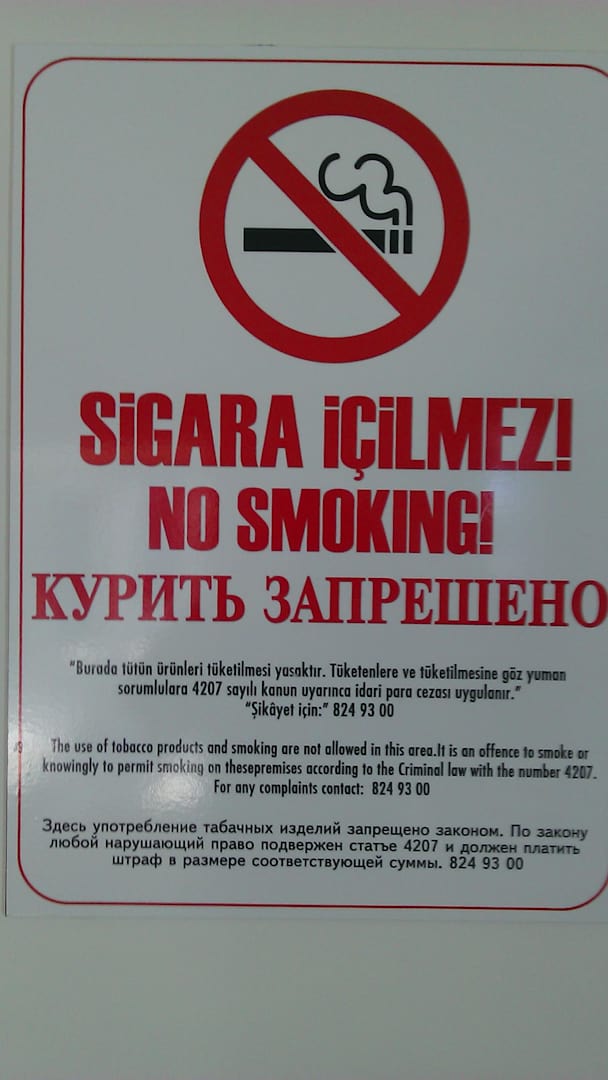 SİGARA İÇİLMEZ!
NO SMOKING!
КУРИТЬ ЗАПРЕШЕНО
“Burada tütün ürünleri tüketilmesi yasaktır. Tüketenlere ve tüketilmesine göz yuman
sorumlulara 4207 sayılı kanun uyarınca idari para cezası uygulanır.”
“Şikâyet için:” 824 93 00
The use of tobacco products and smoking are not allowed in this area.It is an offence to smoke or
knowingly to permit smoking on thesepremises according to the Criminal law with the number 4207.
For any complaints contact: 824 93 00
Здесь употребление табачных изделий запрещено законом. По закону
любой нарушающий право подвержен статъе 4207 и должен платить
штраф в размере соответствующей суммы. 824 93 00